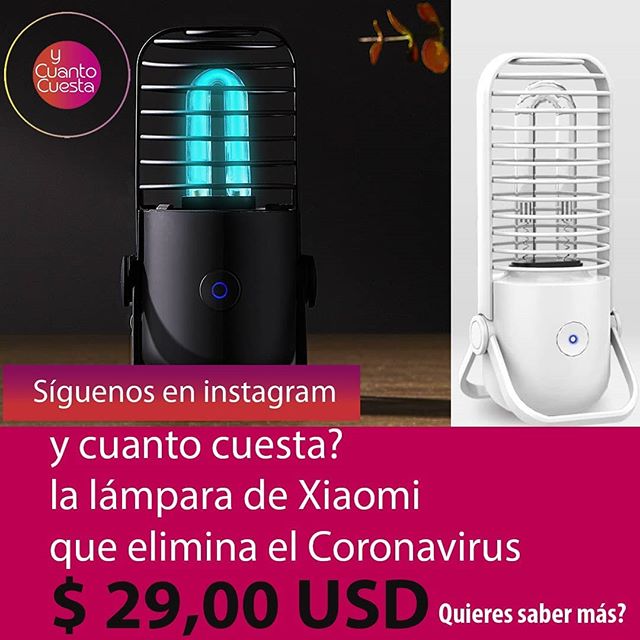 y
Cuanto
Cuesta
Síguenos en instagram
y cuanto cuesta?
la lámpara de Xiaomi
que elimina el Coronavirus
$ 29,00 USD Quieres saber más?